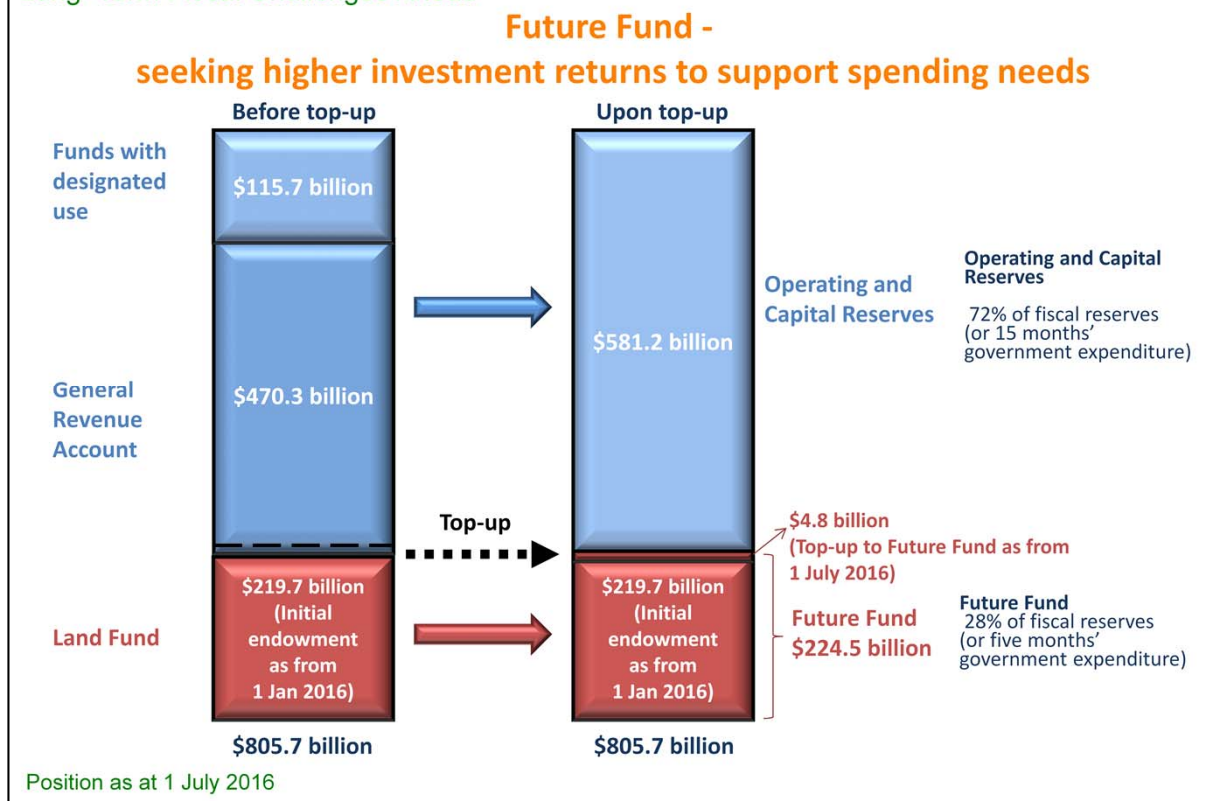 Future Fund -
seeking higher investment returns to support spending needs
Before top-up
Upon top-up
Funds with
designated
use
$115.7 billion
General
Revenue
Account
$470.3 billion
$581.2 billion
Operating and
Capital Reserves
Operating and Capital
Reserves
72% of fiscal reserves
(or 15 months’
government expenditure)
Top-up
$4.8 billion
(Top-up to Future Fund as from
1 July 2016)
Land Fund
$219.7 billion
(Initial
endowment
as from
1 Jan 2016)
$219.7 billion
(Initial
endowment
as from
1 Jan 2016)
Future Fund
$224.5 billion
Future Fund
28% of fiscal reserves
(or five months’
government expenditure)
$805.7 billion
$805.7 billion
Position as at 1 July 2016